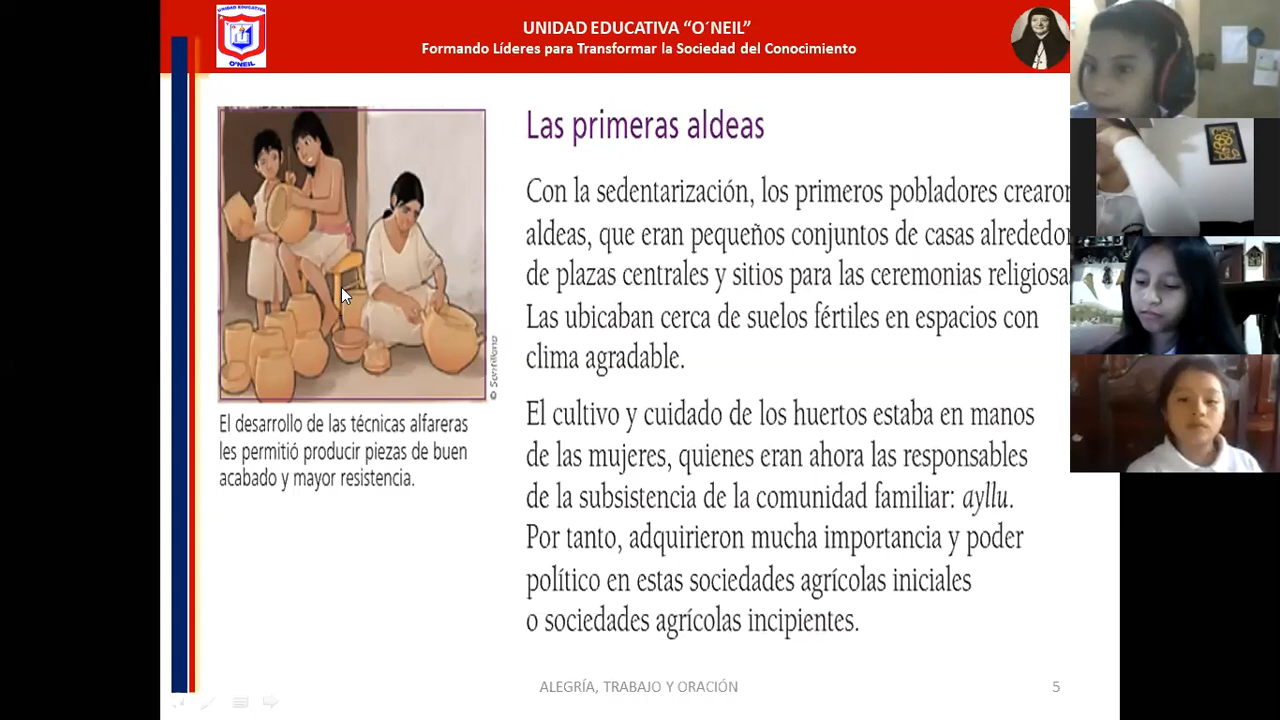 UNIDAD EDUCATIVA
O´NEIL
UNIDAD EDUCATIVA “O´NEIL”
Formando Líderes para Transformar la Sociedad del Conocimiento
Las primeras aldeas
Con la sedentarización, los primeros pobladores crearon
aldeas, que eran pequeños conjuntos de casas alrededor
de plazas centrales y sitios para las ceremonias religiosa
Las ubicaban cerca de suelos fértiles en espacios con
clima agradable.
El cultivo y cuidado de los huertos estaba en manos
de las mujeres, quienes eran ahora las responsables
de la subsistencia de la comunidad familiar: ayllu.
Por tanto, adquirieron mucha importancia y poder
político en estas sociedades agrícolas iniciales
o sociedades agrícolas incipientes.
© Santillana
El desarrollo de las técnicas alfareras
les permitió producir piezas de buen
acabado y mayor resistencia.
ALEGRÍA, TRABAJO Y ORACIÓN
5